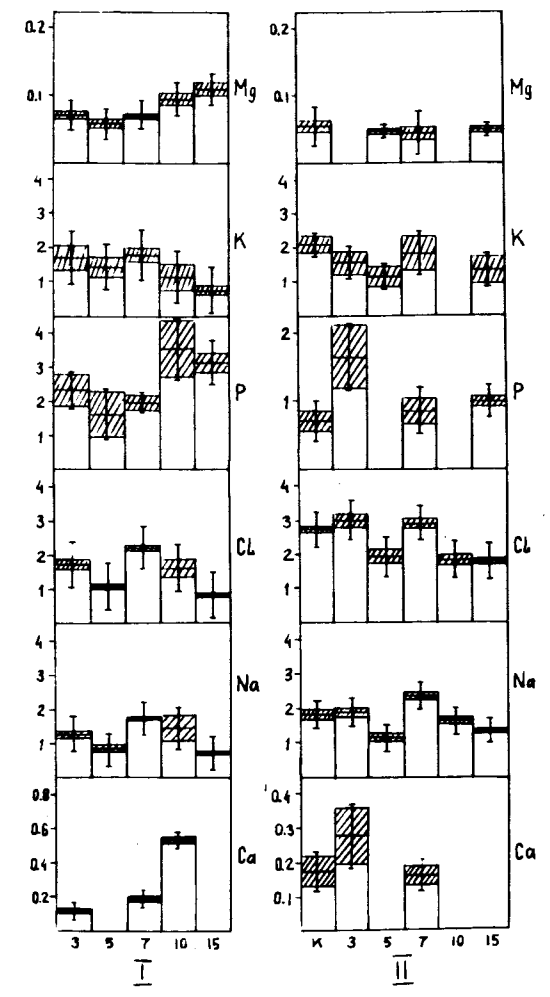 0.2 0.2
0.1 Mg 0.1 Mg
4 4
3 3
2 K 2 K
1 1
4 2
3 P P
2 1
1
4 4
3 3
2 Cl 2 Cl
1 1
4 4
3 3
2 Na 2 Na
1 1
0.8 0.4
0.6 0.3
0.4 Ca 0.2 Ca
0.2 0.1
3 5 7 10 15 K 3 5 7 10 15
I II